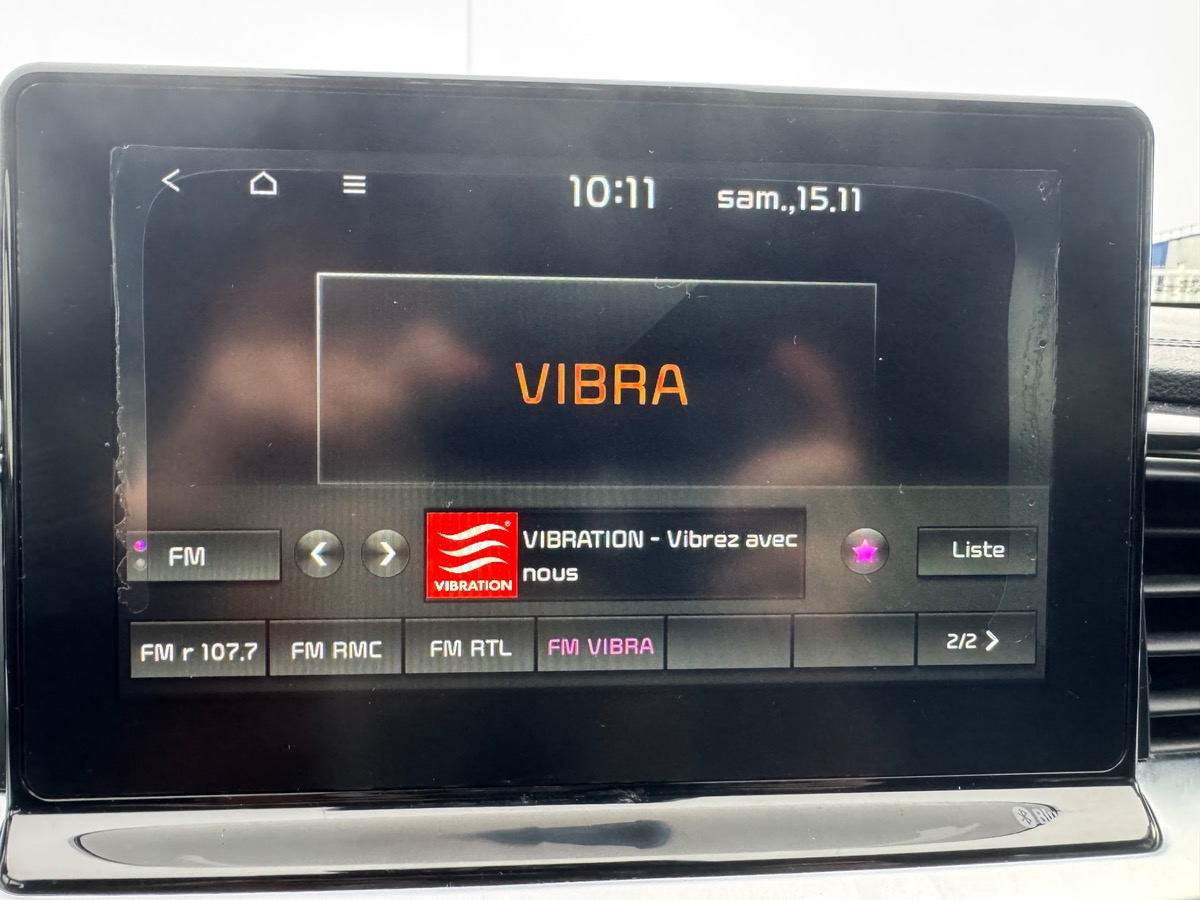 10:11 sam.,15.11
VIBRA
FM
VIBRATION
VIBRATION - Vibrez avec
nous
Liste
FM r 107.7 FM RMC FM RTL FM VIBRA 2/2